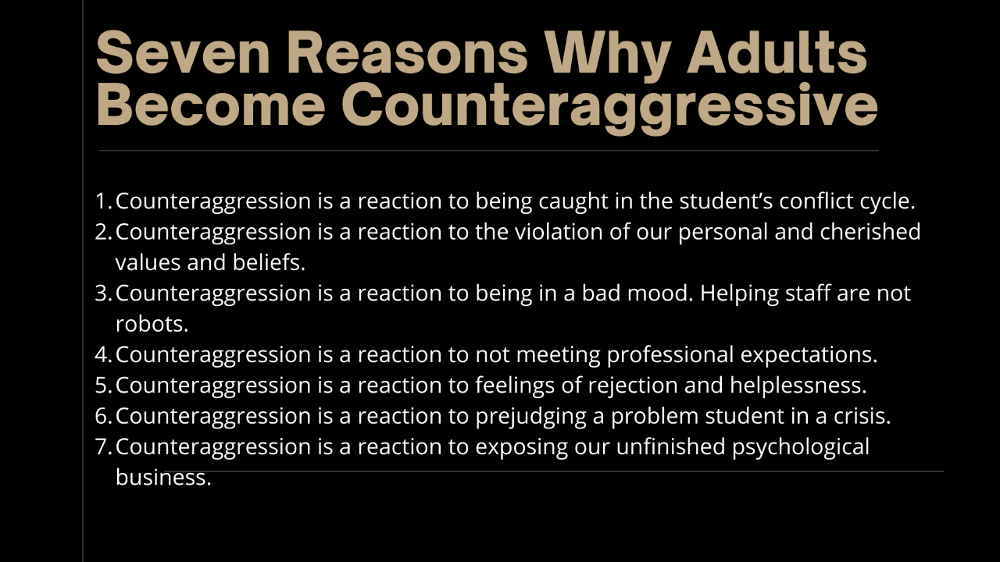 Seven Reasons Why Adults
Become Counteraggressive
1. Counteraggression is a reaction to being caught in the student’s conflict cycle.
2. Counteraggression is a reaction to the violation of our personal and cherished
values and beliefs.
3. Counteraggression is a reaction to being in a bad mood. Helping staff are not
robots.
4. Counteraggression is a reaction to not meeting professional expectations.
5. Counteraggression is a reaction to feelings of rejection and helplessness.
6. Counteraggression is a reaction to prejudging a problem student in a crisis.
7. Counteraggression is a reaction to exposing our unfinished psychological
business.